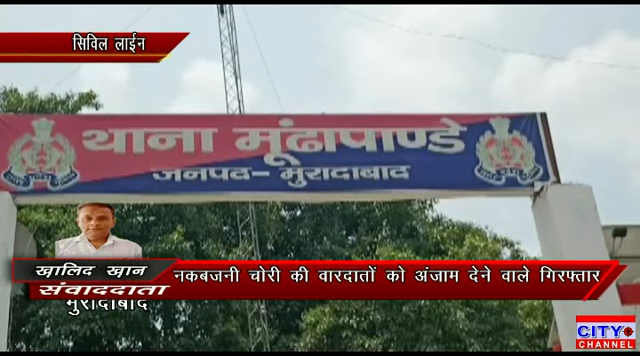 सिविल लाईन
थाना मूंढापाण्डे
जनपद- मुरादाबाद
ख़ालिद ख़ान
संवाददाता
मुरादाबाद
नकबजनी चोरी की वारदातों को अंजाम देने वाले गिरफ्तार
CITY
CHANNEL